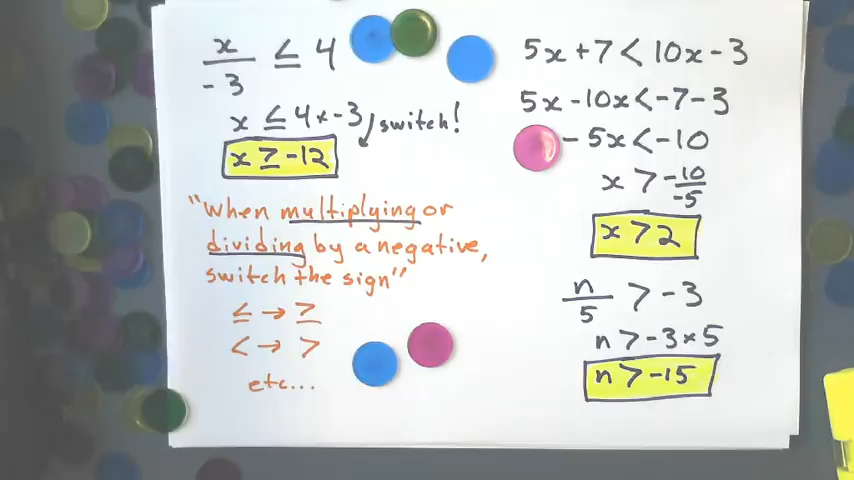 x/-3 ≤ 4
x ≤ 4 × -3
switch!
x ≥ -12
"When multiplying or
dividing by a negative,
switch the sign"
≤ → ≥
< → >
etc...
5x + 7 < 10x - 3
5x - 10x < -7 - 3
- 5x < -10
x > -10/-5
x > 2
n/5 > -3
n > -3 × 5
n > -15